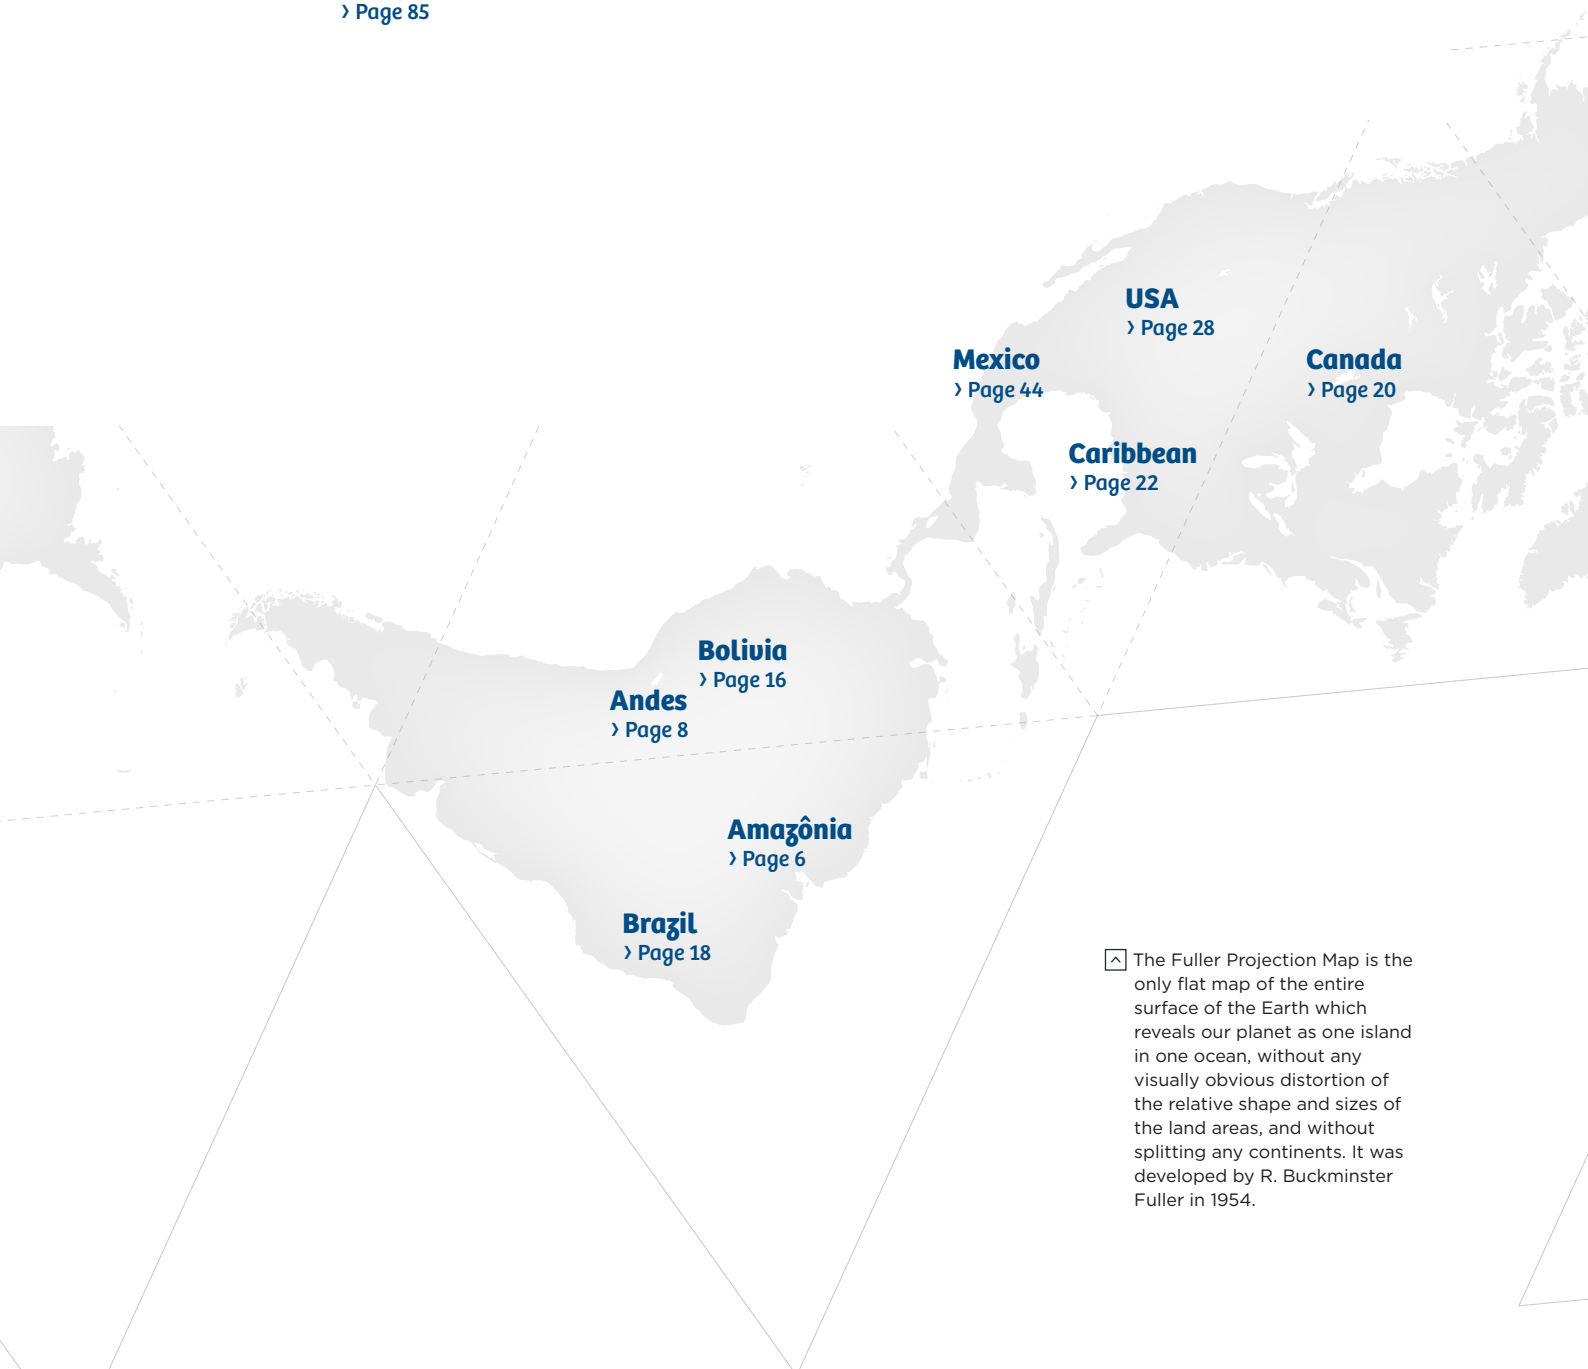 › Page 85
USA
› Page 28
Mexico
› Page 44
Canada
› Page 20
Caribbean
› Page 22
Bolivia
› Page 16
Andes
› Page 8
Amazônia
› Page 6
Brazil
› Page 18
The Fuller Projection Map is the
only flat map of the entire
surface of the Earth which
reveals our planet as one island
in one ocean, without any
visually obvious distortion of
the relative shape and sizes of
the land areas, and without
splitting any continents. It was
developed by R. Buckminster
Fuller in 1954.